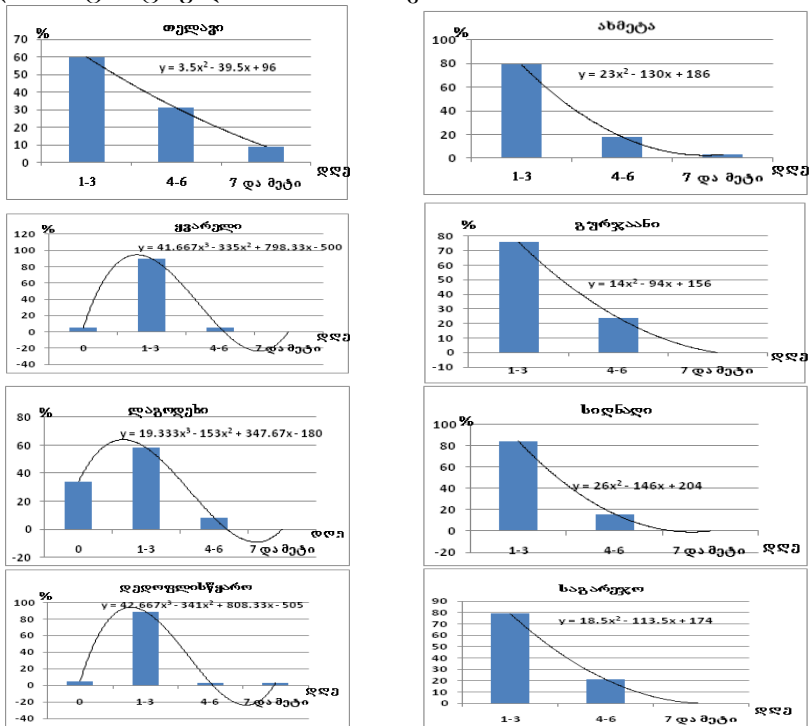 თელავი
%
70
60
50
40
30
20
10
0
y = 3.5x² - 39.5x + 96
1-3 4-6 7 და მეტი
დღე
ახმეტა
%
100
80
60
40
20
0
y = 23x² - 130x + 186
1-3 4-6 7 და მეტი
დღე
ყვარელი
%
120
100
80
60
40
20
0
-20
-40
y = 41.667x³ - 335x² + 798.33x - 500
0 1-3 4-6 7 და მეტი
დღე
გურჯაანი
%
80
70
60
50
40
30
20
10
0
-10
y = 14x² - 94x + 156
1-3 4-6 7 და მეტი
დღე
ლაგოდეხი
%
80
60
40
20
0
-20
y = 19.333x³ - 153x² + 347.67x - 180
0 1-3 4-6 7 და მეტი
დღე
სიღნაღი
%
100
80
60
40
20
0
-20
y = 26x² - 146x + 204
1-3 4-6 7 და მეტი
დღე
დედოფლისწყარო
%
100
80
60
40
20
0
-20
-40
y = 42.667x³ - 341x² + 808.33x - 505
0 1-3 4-6 7 და მეტი
დღე
საგარეჯო
%
90
80
70
60
50
40
30
20
10
0
y = 18.5x² - 113.5x + 174
1-3 4-6 7 და მეტი
დღე